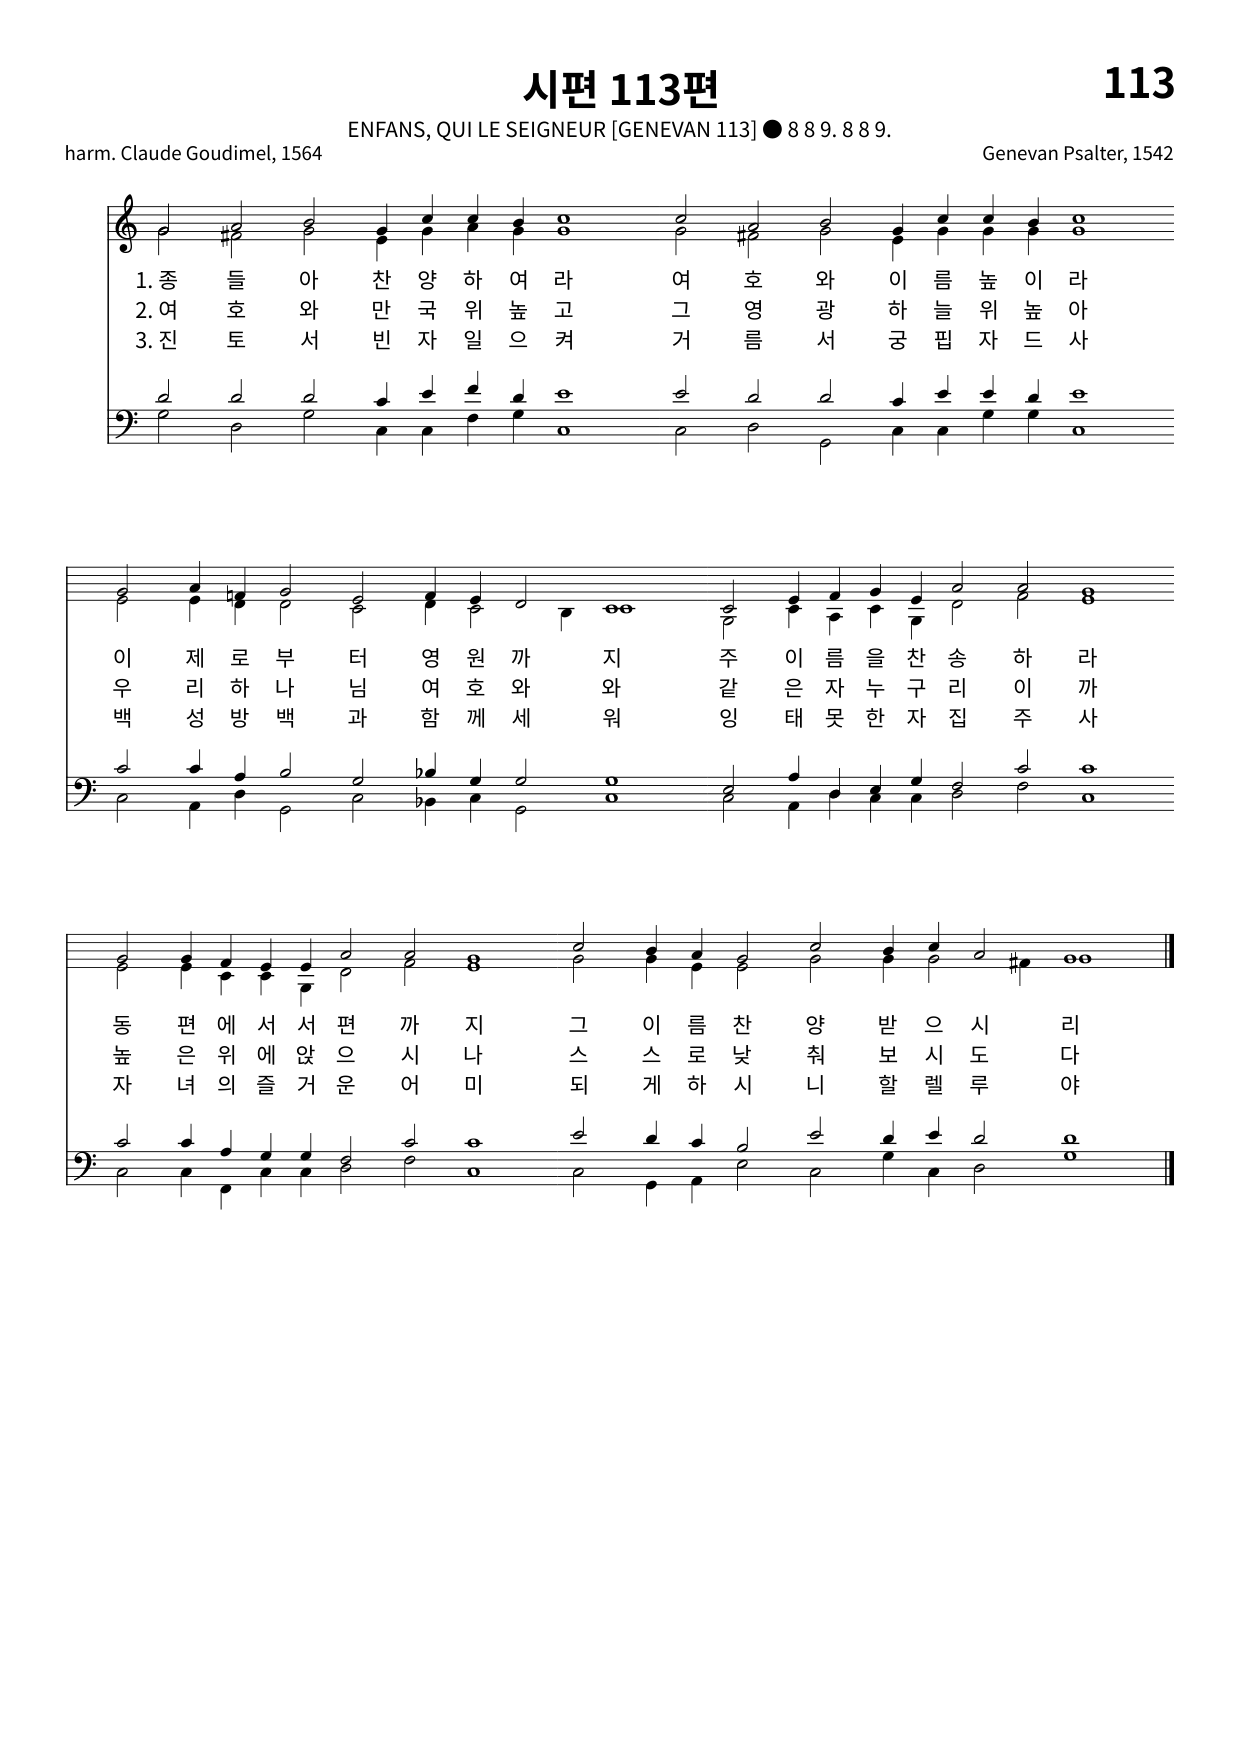 시편 113편
113
ENFANS, QUI LE SEIGNEUR [GENEVAN 113] ● 8 8 9. 8 8 9.
harm. Claude Goudimel, 1564
Genevan Psalter, 1542
1. 종 들 아 찬 양 하 여 라 여 호 와 이 름 높 이 라
2. 여 호 와 만 국 위 높 고 그 영 광 하 늘 위 높 아
3. 진 토 서 빈 자 일 으 켜 거 름 서 궁 핍 자 드 사
이 제 로 부 터 영 원 까 지 주 이 름 을 찬 송 하 라
우 리 하 나 님 여 호 와 와 같 은 자 누 구 리 이 까
백 성 방 백 과 함 께 세 워 잉 태 못 한 자 집 주 사
동 편 에 서 서 편 까 지 그 이 름 찬 양 받 으 시 리
높 은 위 에 앉 으 시 나 스 스 로 낮 춰 보 시 도 다
자 녀 의 즐 거 운 어 미 되 게 하 시 니 할 렐 루 야